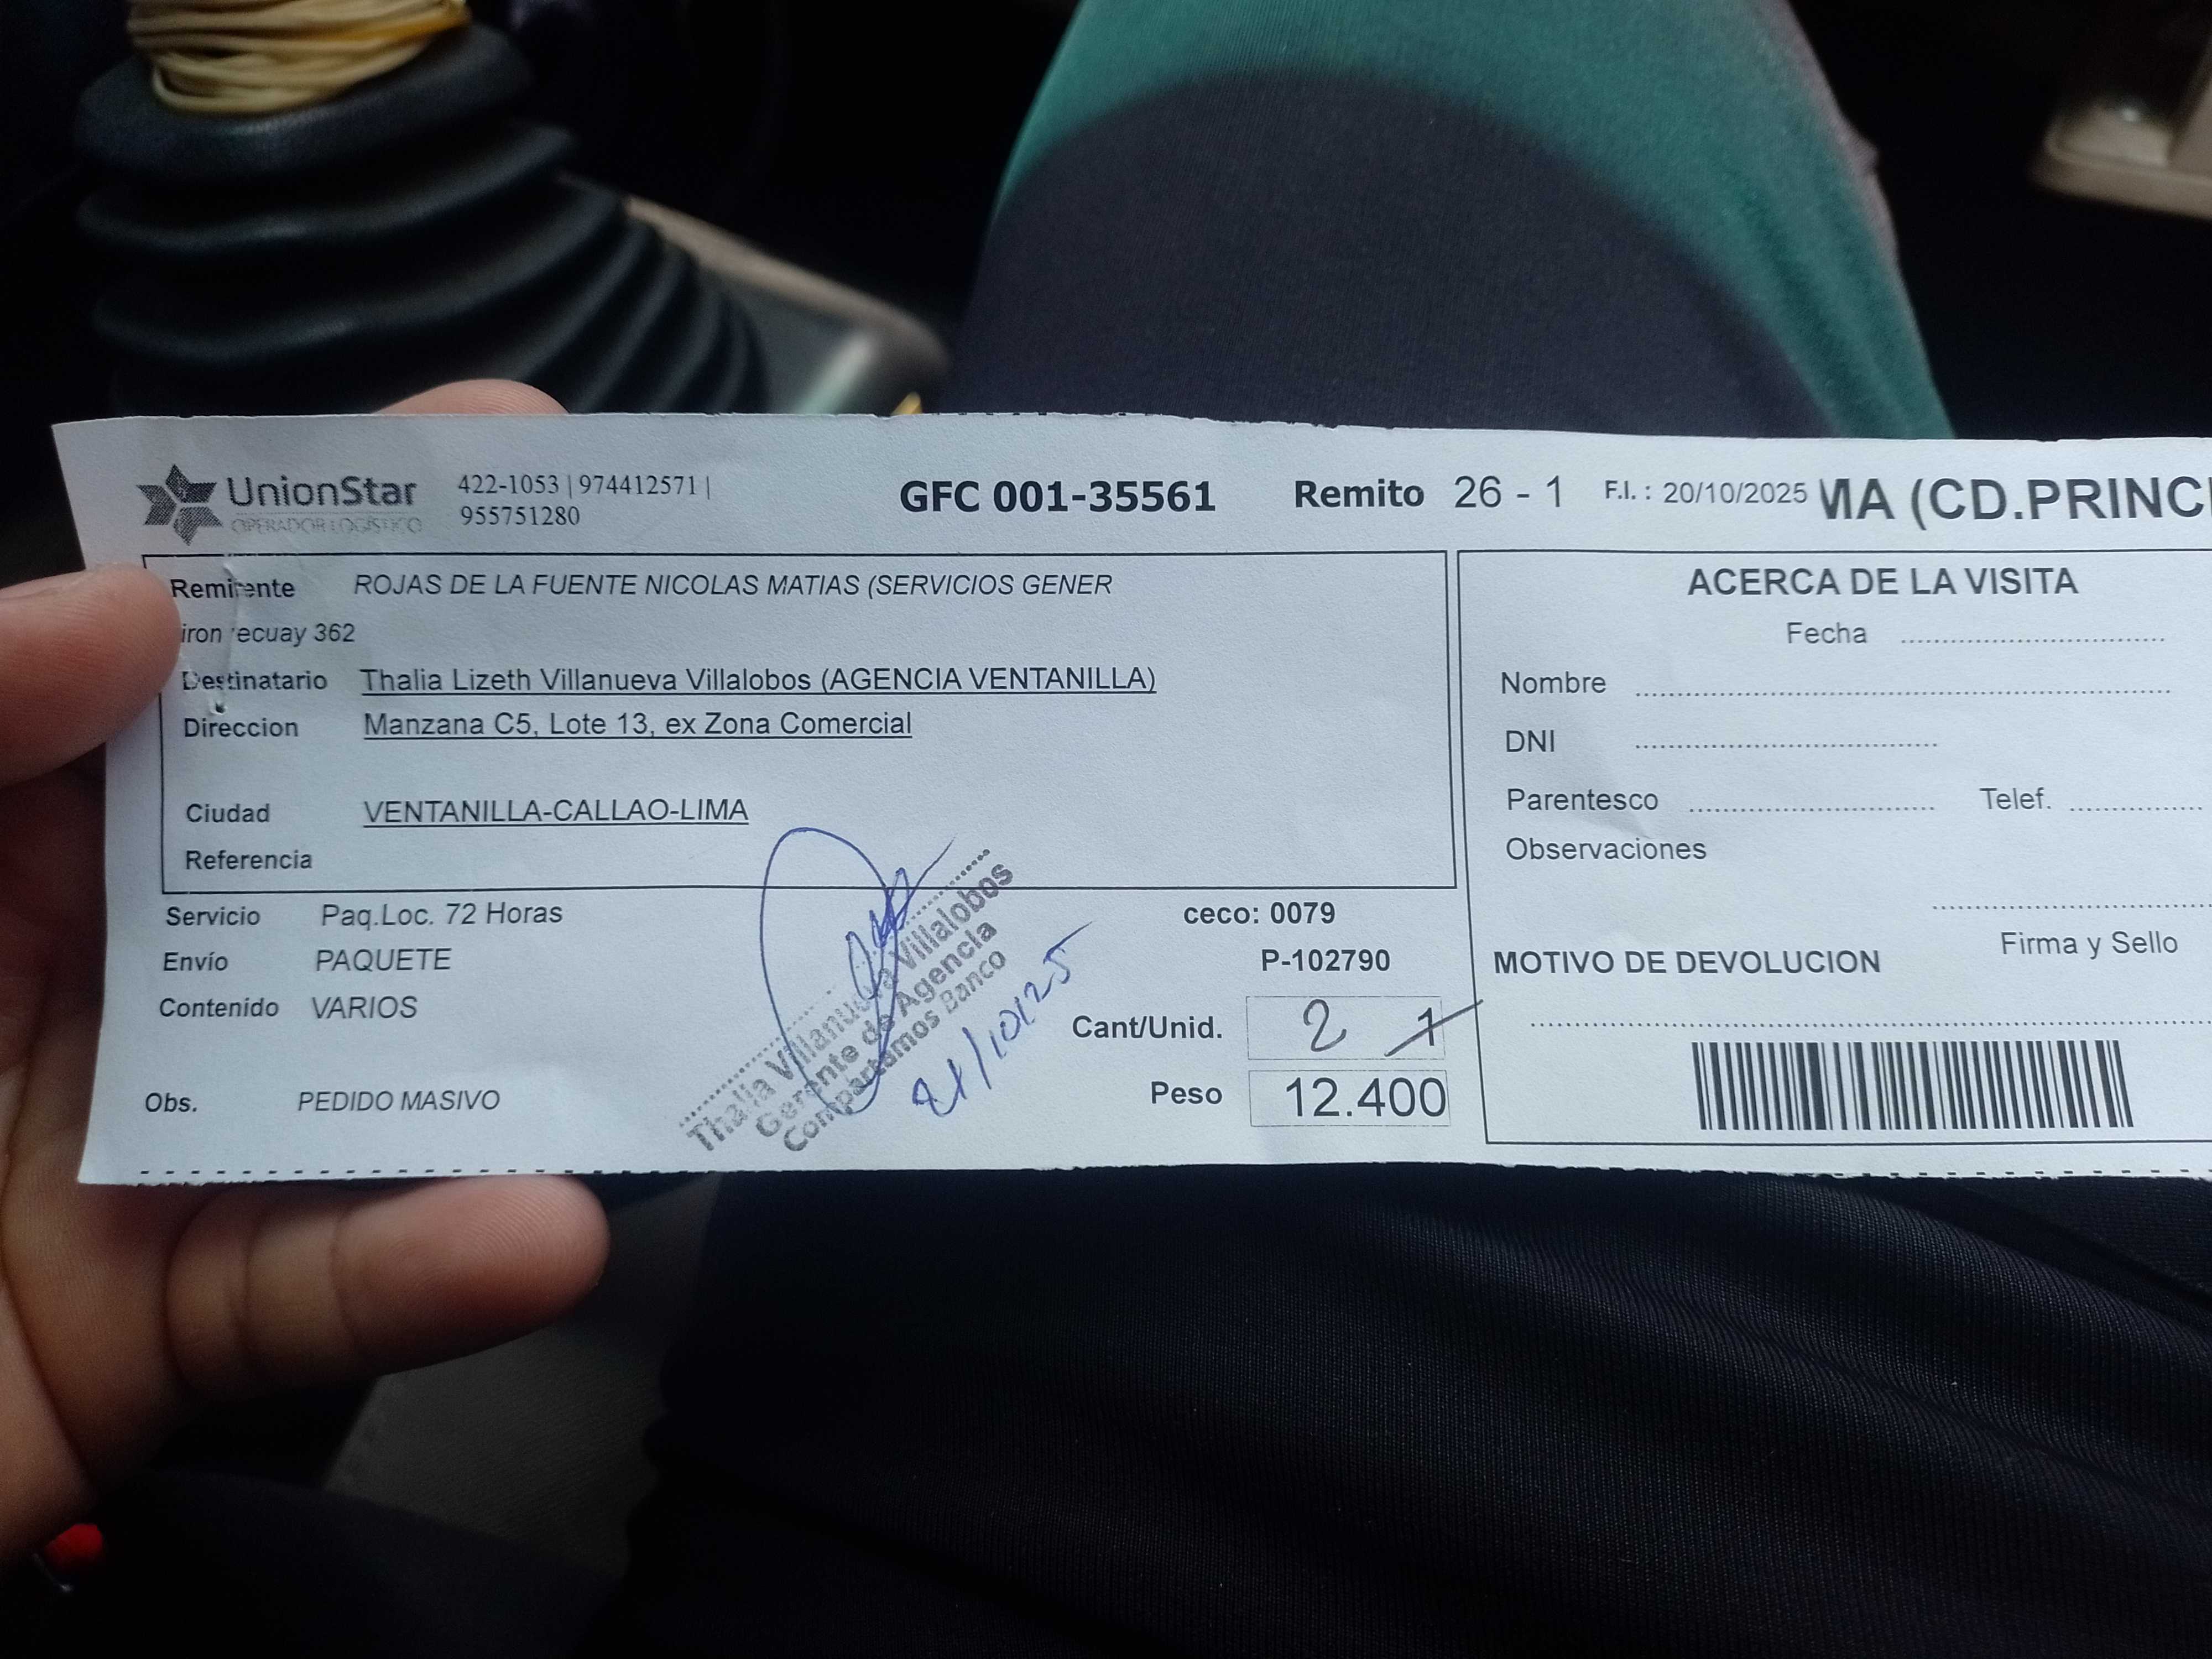 UnionStar
OPERADOR LOGÍSTICO
422-1053 | 974412571 |
955751280
GFC 001-35561
Remito 26 - 1
F.I. : 20/10/2025
MA (CD.PRINCI
Remitente ROJAS DE LA FUENTE NICOLAS MATIAS (SERVICIOS GENER
iron recuay 362
Destinatario Thalia Lizeth Villanueva Villalobos (AGENCIA VENTANILLA)
Direccion Manzana C5, Lote 13, ex Zona Comercial
Ciudad VENTANILLA-CALLAO-LIMA
Referencia
Servicio Paq.Loc. 72 Horas
Envío PAQUETE
Contenido VARIOS
Obs. PEDIDO MASIVO
Thalia Villanueva Villalobos
Gerente de Agencia
Compartamos Banco
21/10/25
ceco: 0079
P-102790
Cant/Unid. 2 1
Peso 12.400
ACERCA DE LA VISITA
Fecha
Nombre
DNI
Parentesco Telef.
Observaciones
Firma y Sello
MOTIVO DE DEVOLUCION